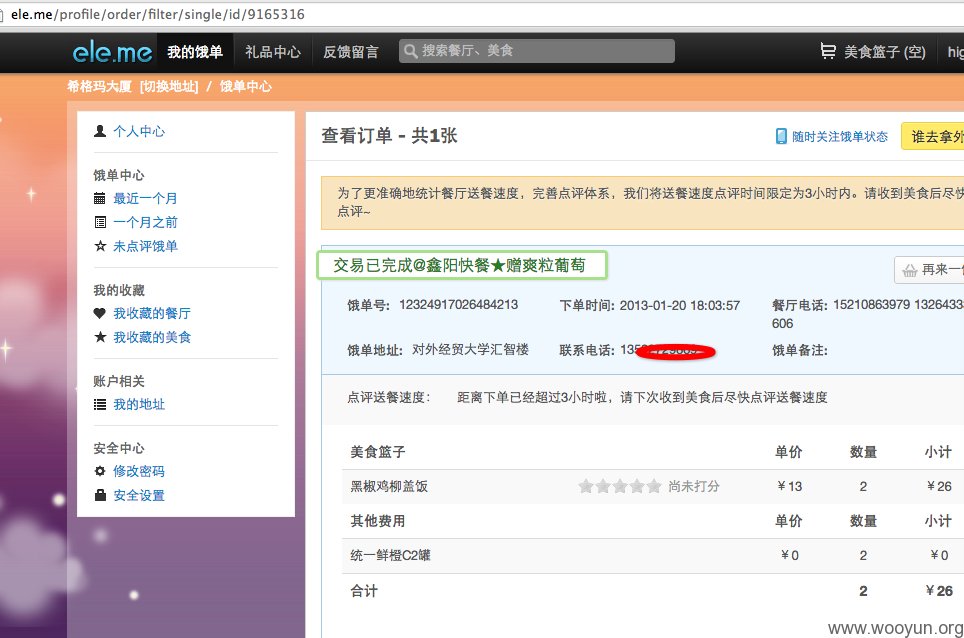 ele.me/profile/order/filter/single/id/9165316
ele.me 我的饿单 礼品中心 反馈留言 搜索餐厅、美食 美食篮子 (空)
希格玛大厦 [切换地址] / 饿单中心
个人中心
饿单中心
最近一个月
一个月之前
未点评饿单
我的收藏
我收藏的餐厅
我收藏的美食
账户相关
我的地址
安全中心
修改密码
安全设置
查看订单 - 共1张 随时关注饿单状态 谁去拿外
为了更准确地统计餐厅送餐速度，完善点评体系，我们将送餐速度点评时间限定为3小时内。请收到美食后尽快
点评~
交易已完成@鑫阳快餐★赠爽粒葡萄 再来一
饿单号: 12324917026484213 下单时间: 2013-01-20 18:03:57 餐厅电话: 15210863979 1326433
606
饿单地址: 对外经贸大学汇智楼 联系电话: 135 饿单备注:
点评送餐速度: 距离下单已经超过3小时啦，请下次收到美食后尽快点评送餐速度
美食篮子 单价 数量 小计
黑椒鸡柳盖饭 尚未打分 ￥13 2 ￥26
其他费用 单价 数量 小计
统一鲜橙C2罐 ￥0 2 ￥0
合计 2 ￥26
www.wooyun.org